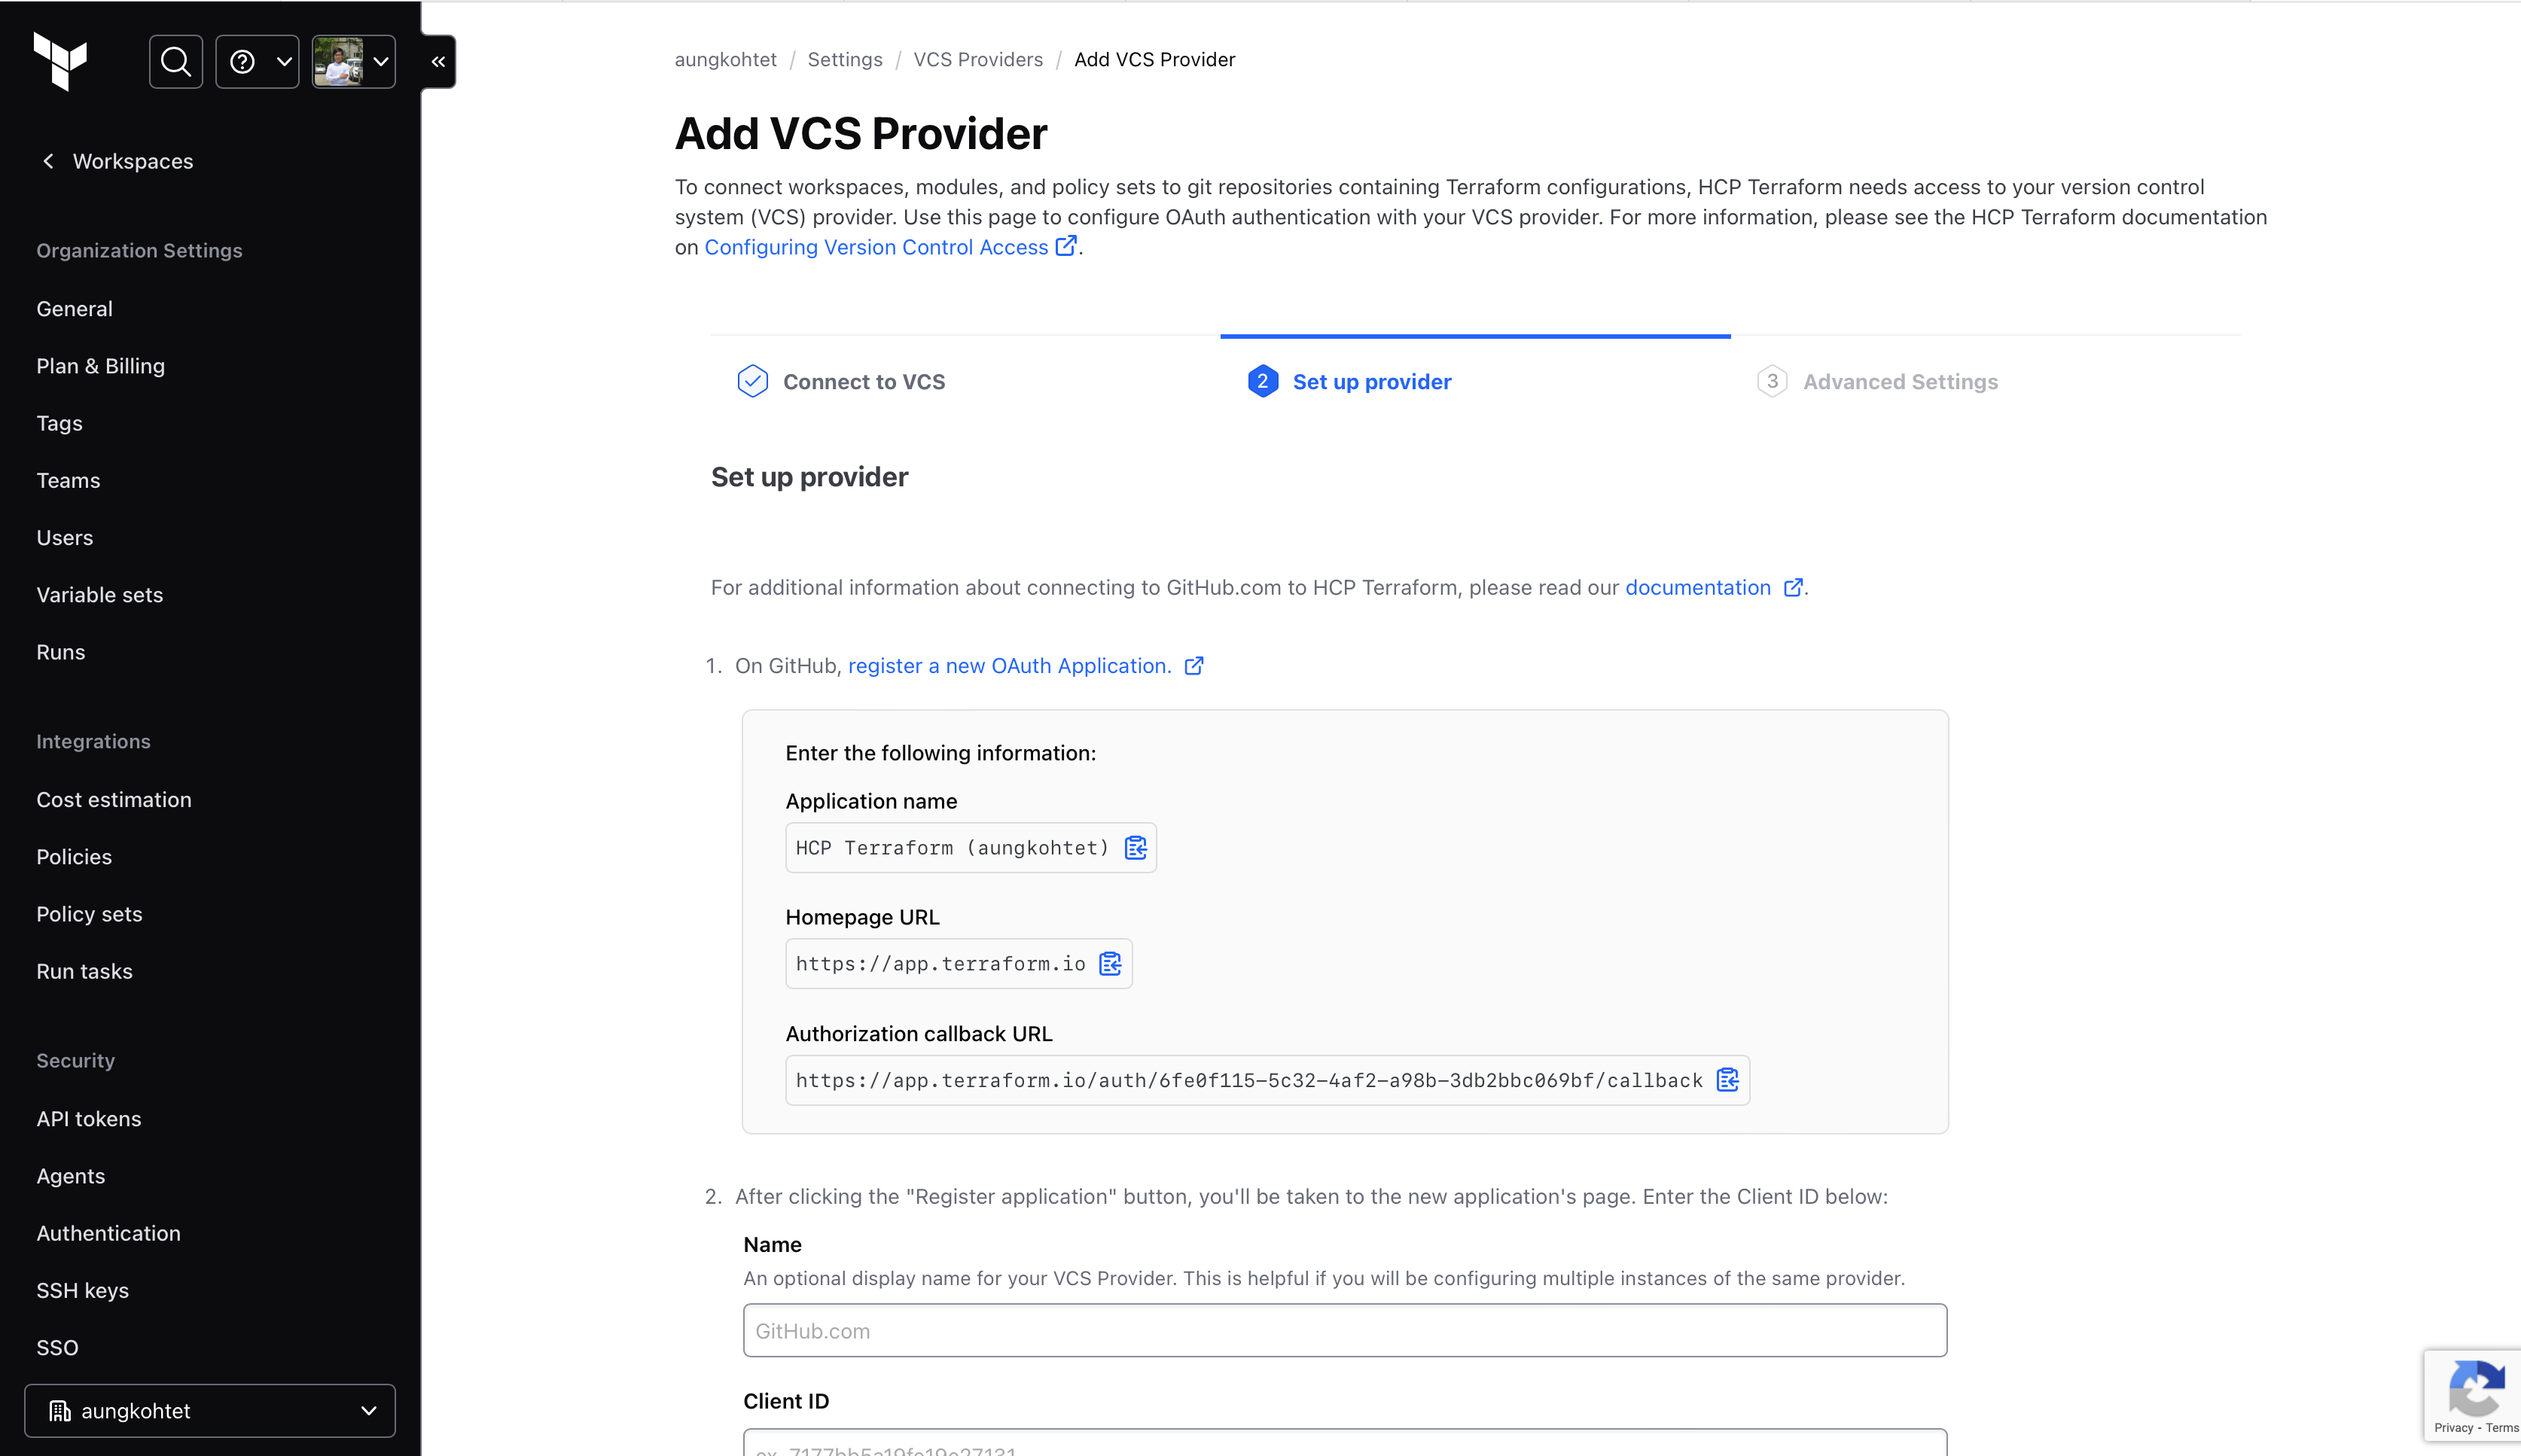 Workspaces
Organization Settings
General
Plan & Billing
Tags
Teams
Users
Variable sets
Runs
Integrations
Cost estimation
Policies
Policy sets
Run tasks
Security
API tokens
Agents
Authentication
SSH keys
SSO
aungkohtet
aungkohtet / Settings / VCS Providers / Add VCS Provider
Add VCS Provider
To connect workspaces, modules, and policy sets to git repositories containing Terraform configurations, HCP Terraform needs access to your version control
system (VCS) provider. Use this page to configure OAuth authentication with your VCS provider. For more information, please see the HCP Terraform documentation
on Configuring Version Control Access.
Connect to VCS
2 Set up provider
3 Advanced Settings
Set up provider
For additional information about connecting to GitHub.com to HCP Terraform, please read our documentation.
1. On GitHub, register a new OAuth Application.
Enter the following information:
Application name
HCP Terraform (aungkohtet)
Homepage URL
https://app.terraform.io
Authorization callback URL
https://app.terraform.io/auth/6fe0f115-5c32-4af2-a98b-3db2bbc069bf/callback
2. After clicking the "Register application" button, you'll be taken to the new application's page. Enter the Client ID below:
Name
An optional display name for your VCS Provider. This is helpful if you will be configuring multiple instances of the same provider.
GitHub.com
Client ID
Privacy - Terms